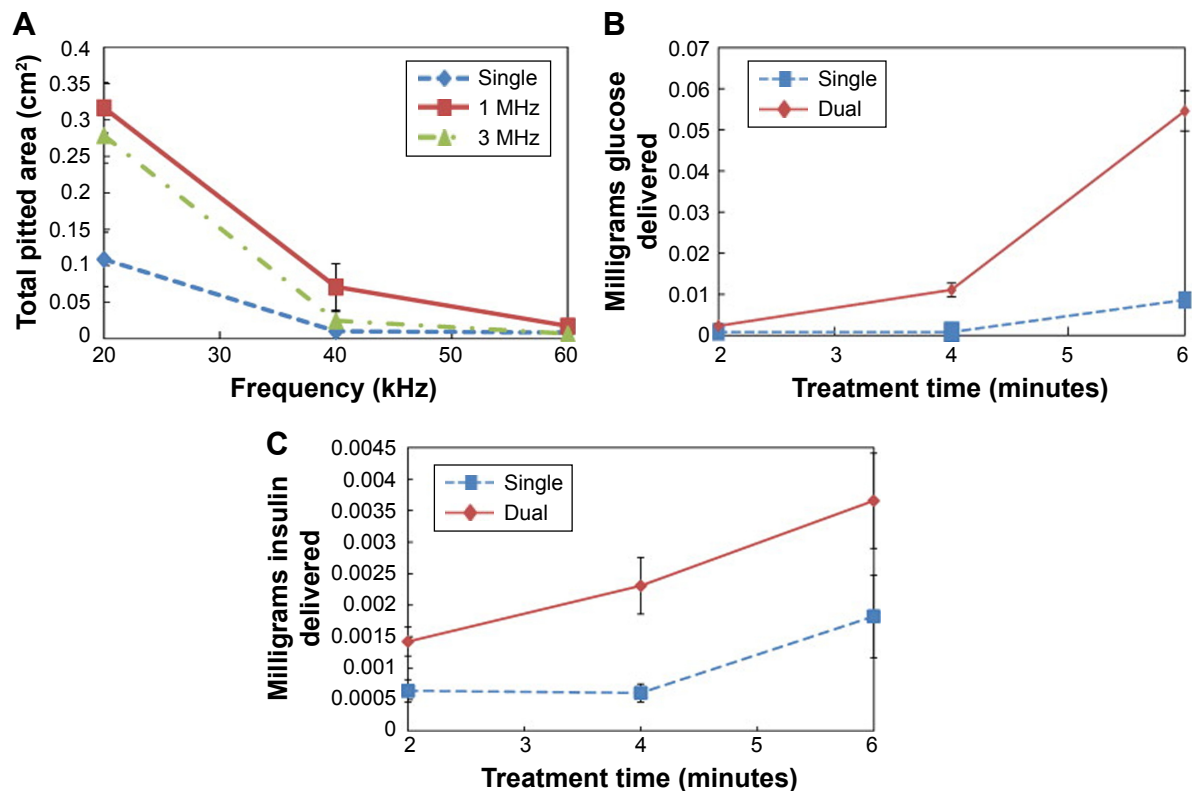 A
Total pitted area (cm²)
0.4
0.35
0.3
0.25
0.2
0.15
0.1
0.05
0
20
30
40
50
60
Frequency (kHz)
Single
1 MHz
3 MHz
B
Milligrams glucose
delivered
0.07
0.06
0.05
0.04
0.03
0.02
0.01
0
2
3
4
5
6
Treatment time (minutes)
Single
Dual
C
Milligrams insulin
delivered
0.0045
0.004
0.0035
0.003
0.0025
0.002
0.0015
0.001
0.0005
0
2
3
4
5
6
Treatment time (minutes)
Single
Dual